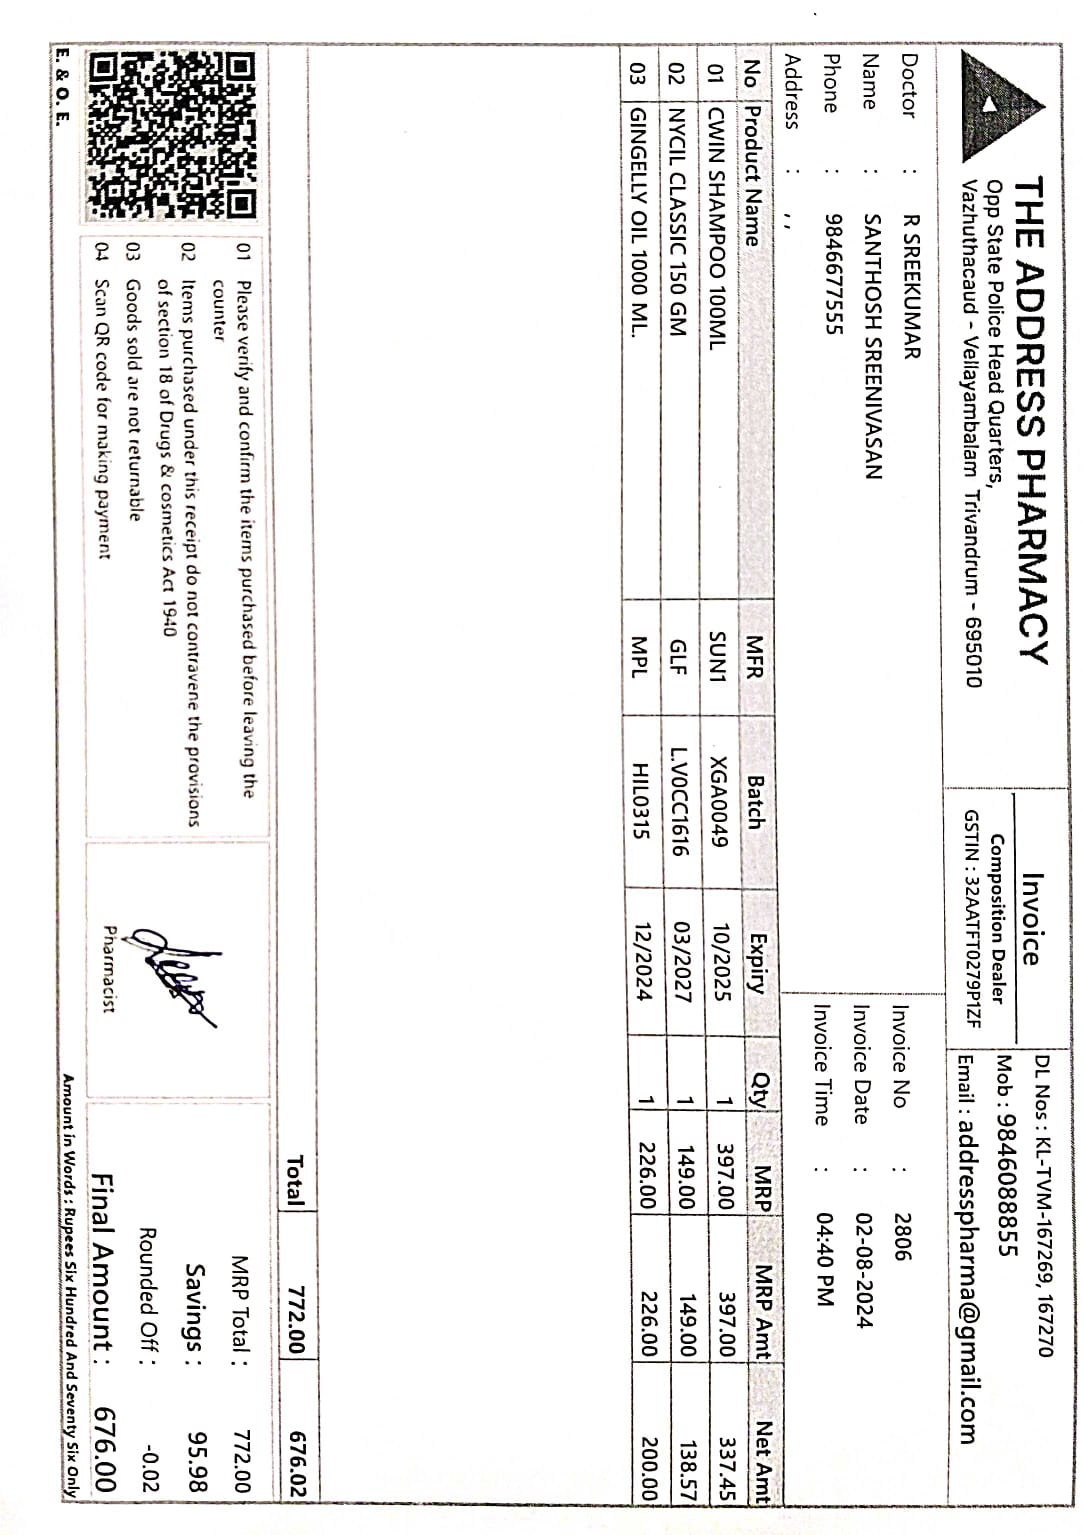 THE ADDRESS PHARMACY
Opp State Police Head Quarters,
Vazhuthacaud - Vellayambalam Trivandrum - 695010
Invoice
Composition Dealer
GSTIN : 32AATFT0279P1ZF
DL Nos : KL-TVM-167269, 167270
Mob : 9846088855
Email : addresspharma@gmail.com
Doctor : R SREEKUMAR
Name : SANTHOSH SREENIVASAN
Phone : 9846677555
Address : , ,
Invoice No : 2806
Invoice Date : 02-08-2024
Invoice Time : 04:40 PM
No Product Name MFR Batch Expiry Qty MRP MRP Amt Net Amt
01 CWIN SHAMPOO 100ML SUN1 XGA0049 10/2025 1 397.00 397.00 337.45
02 NYCIL CLASSIC 150 GM GLF L.V0CC1616 03/2027 1 149.00 149.00 138.57
03 GINGELLY OIL 1000 ML. MPL HIL0315 12/2024 1 226.00 226.00 200.00
Total 772.00 676.02
01 Please verify and confirm the items purchased before leaving the
counter
02 Items purchased under this receipt do not contravene the provisions
of section 18 of Drugs & cosmetics Act 1940
03 Goods sold are not returnable
04 Scan QR code for making payment
Pharmacist
MRP Total : 772.00
Savings : 95.98
Rounded Off : -0.02
Final Amount : 676.00
E. & O. E.
Amount in Words : Rupees Six Hundred And Seventy Six Only